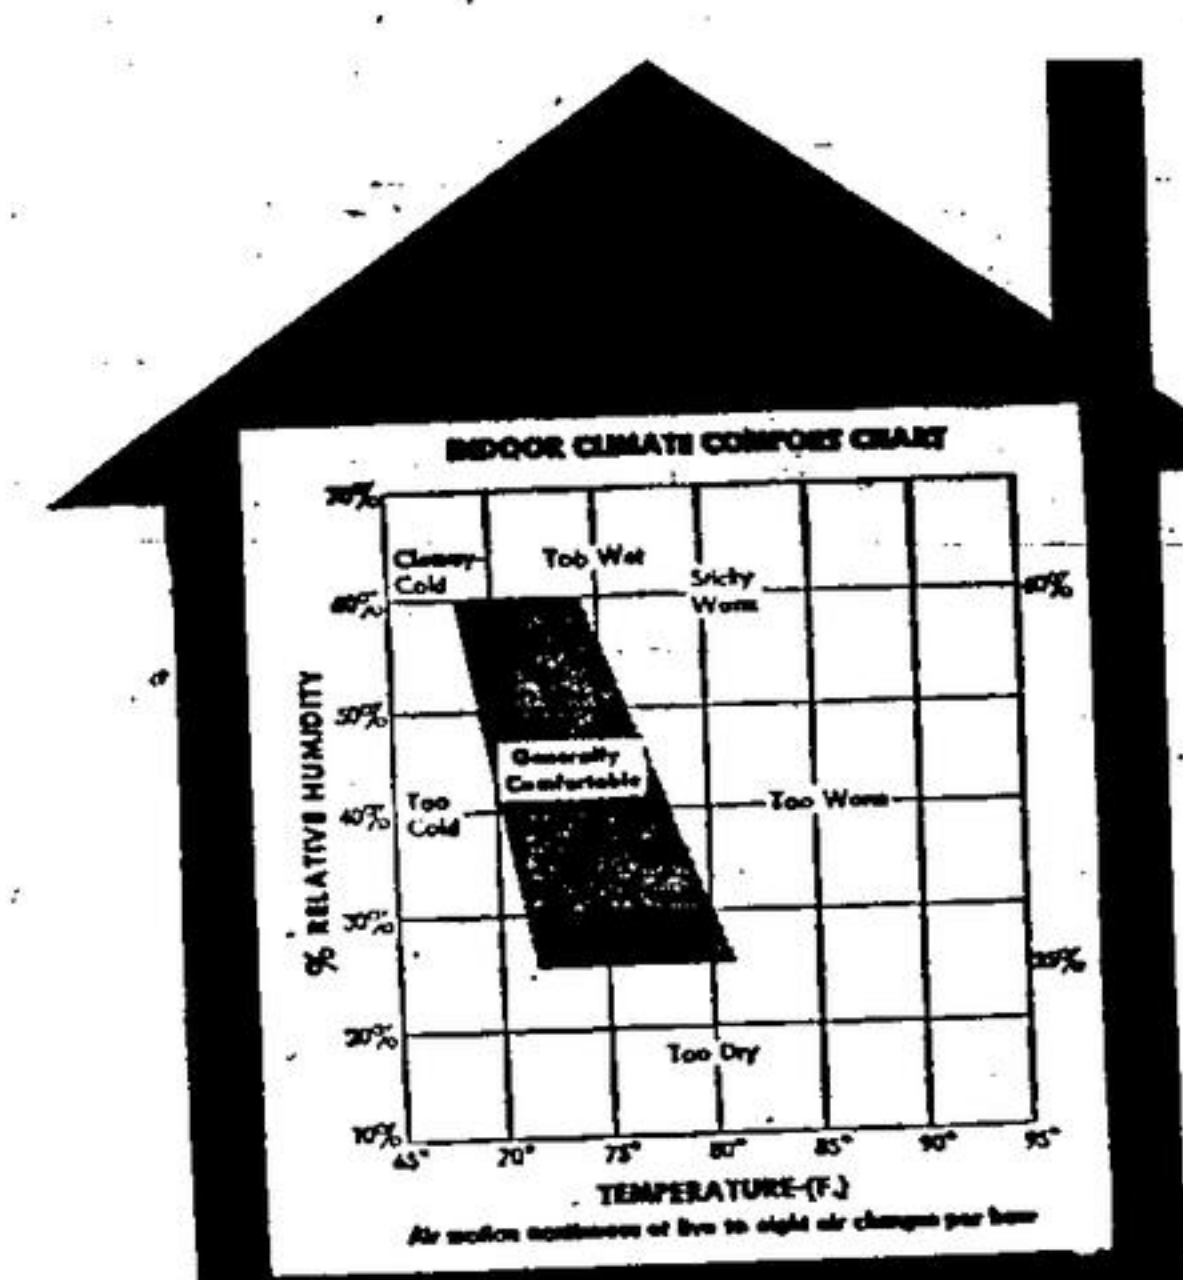 INDOOR CLIMATE COMFORT CHART
70%
Clammy
Cold
Too Wet
Sticky
Warm
60%
60%
% RELATIVE HUMIDITY
50%
Generally
Comfortable
Too
Cold
40%
Too Warm
30%
25%
20%
Too Dry
10%
65° 70° 75° 80° 85° 90° 95°
TEMPERATURE-(F.)
Air motion continuous at five to eight air changes per hour